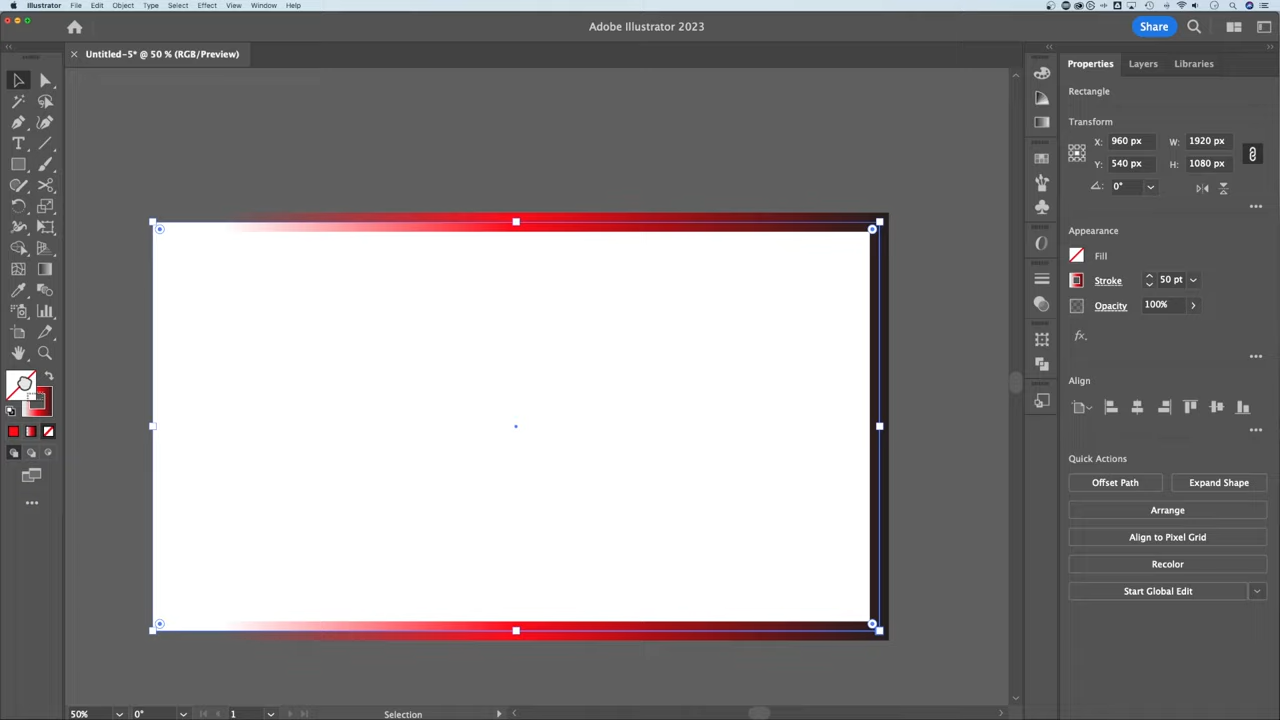 Illustrator File Edit Object Type Select Effect View Window Help
Adobe Illustrator 2023
Share
Untitled-5* @ 50 % (RGB/Preview)
Properties Layers Libraries
Rectangle
Transform
X: 960 px W: 1920 px
Y: 540 px H: 1080 px
0°
Appearance
Fill
Stroke 50 pt
Opacity 100%
fx.
Align
Quick Actions
Offset Path Expand Shape
Arrange
Align to Pixel Grid
Recolor
Start Global Edit
50% 0° 1 Selection